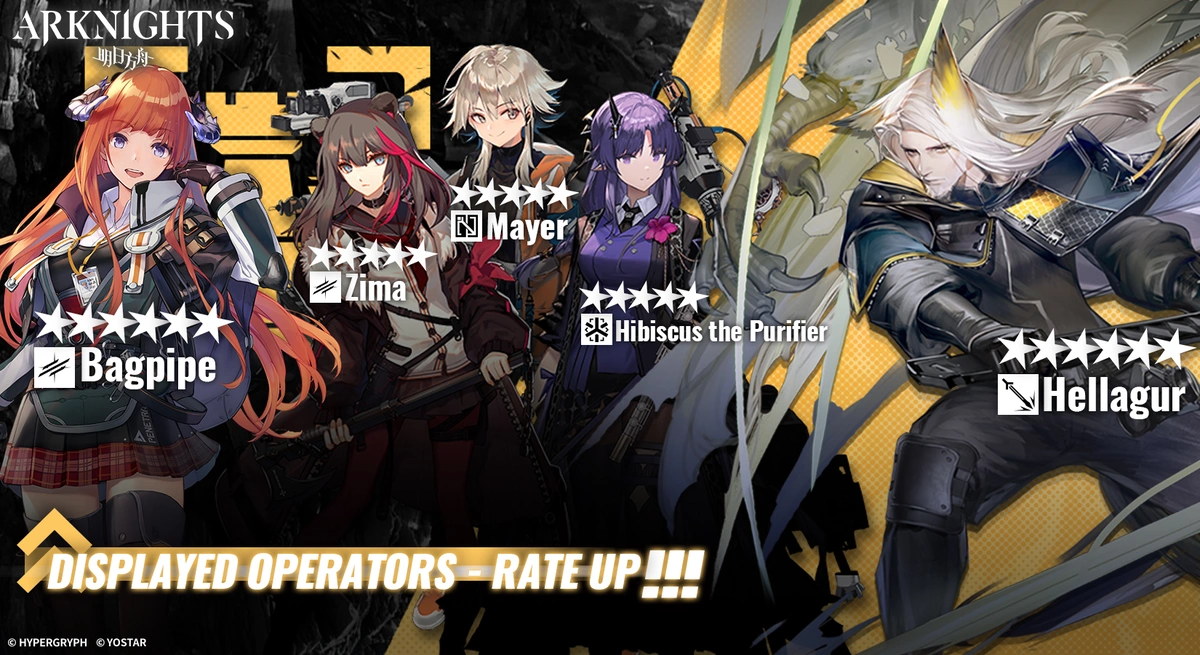 ARKNIGHTS
明日方舟
★★★★★★
Bagpipe
★★★★★
Zima
★★★★★
Mayer
★★★★★
Hibiscus the Purifier
★★★★★★
Hellagur
DISPLAYED OPERATORS - RATE UP!!!
© HYPERGRYPH © YOSTAR